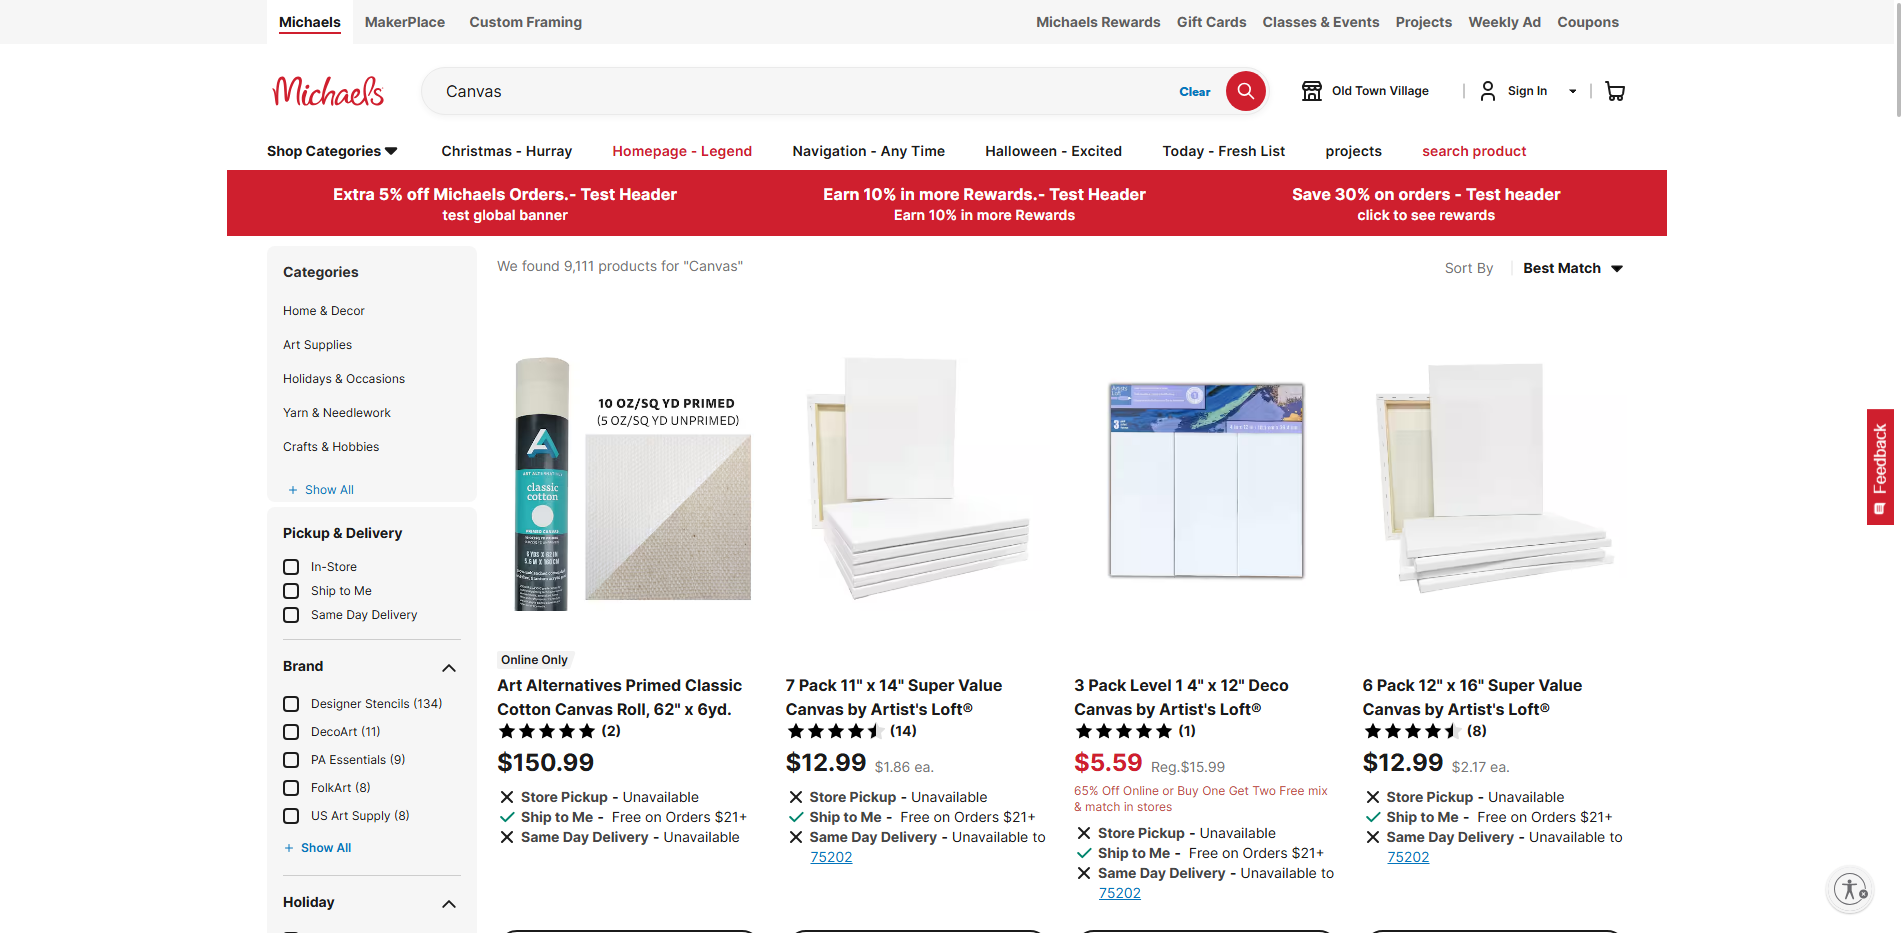 Michaels MakerPlace Custom Framing Michaels Rewards Gift Cards Classes & Events Projects Weekly Ad Coupons
Michaels Canvas Clear Old Town Village Sign In
Shop Categories Christmas - Hurray Homepage - Legend Navigation - Any Time Halloween - Excited Today - Fresh List projects search product
Extra 5% off Michaels Orders.- Test Header
test global banner
Earn 10% in more Rewards.- Test Header
Earn 10% in more Rewards
Save 30% on orders - Test header
click to see rewards
Categories
Home & Decor
Art Supplies
Holidays & Occasions
Yarn & Needlework
Crafts & Hobbies
+ Show All
Pickup & Delivery
In-Store
Ship to Me
Same Day Delivery
Brand
Designer Stencils (134)
DecoArt (11)
PA Essentials (9)
FolkArt (8)
US Art Supply (8)
+ Show All
Holiday
We found 9,111 products for "Canvas"
Sort By Best Match
10 OZ/SQ YD PRIMED
(5 OZ/SQ YD UNPRIMED)
classic
cotton
Online Only
Art Alternatives Primed Classic
Cotton Canvas Roll, 62" x 6yd.
(2)
$150.99
Store Pickup - Unavailable
Ship to Me - Free on Orders $21+
Same Day Delivery - Unavailable
7 Pack 11" x 14" Super Value
Canvas by Artist's Loft®
(14)
$12.99 $1.86 ea.
Store Pickup - Unavailable
Ship to Me - Free on Orders $21+
Same Day Delivery - Unavailable to
75202
3 Pack Level 1 4" x 12" Deco
Canvas by Artist's Loft®
(1)
$5.59 Reg.$15.99
65% Off Online or Buy One Get Two Free mix
& match in stores
Store Pickup - Unavailable
Ship to Me - Free on Orders $21+
Same Day Delivery - Unavailable to
75202
6 Pack 12" x 16" Super Value
Canvas by Artist's Loft®
(8)
$12.99 $2.17 ea.
Store Pickup - Unavailable
Ship to Me - Free on Orders $21+
Same Day Delivery - Unavailable to
75202
Feedback